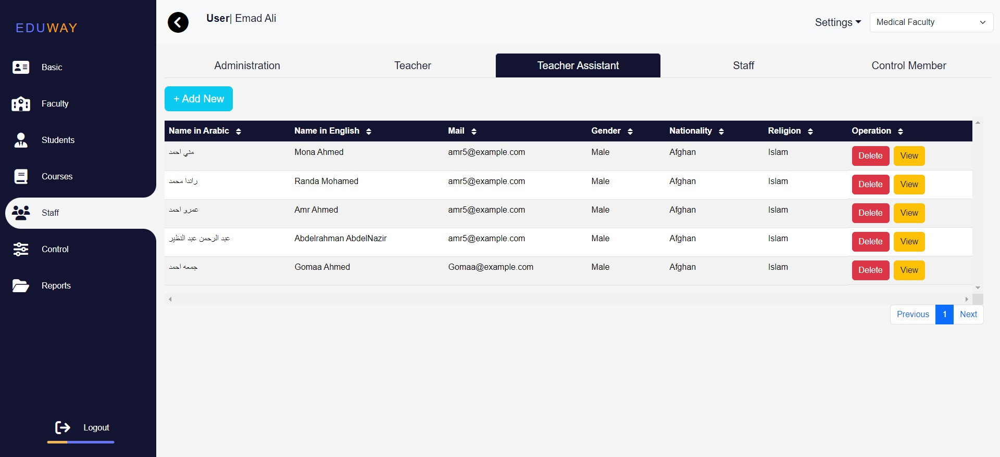 EDUWAY
Basic
Faculty
Students
Courses
Staff
Control
Reports
Logout
User| Emad Ali
Settings
Medical Faculty
Administration Teacher Teacher Assistant Staff Control Member
+ Add New
Name in Arabic Name in English Mail Gender Nationality Religion Operation
مني احمد Mona Ahmed amr5@example.com Male Afghan Islam Delete View
راندا محمد Randa Mohamed amr5@example.com Male Afghan Islam Delete View
عمرو احمد Amr Ahmed amr5@example.com Male Afghan Islam Delete View
عبد الرحمن عبد النظير Abdelrahman AbdelNazir amr5@example.com Male Afghan Islam Delete View
جمعه احمد Gomaa Ahmed Gomaa@example.com Male Afghan Islam Delete View
Previous 1 Next